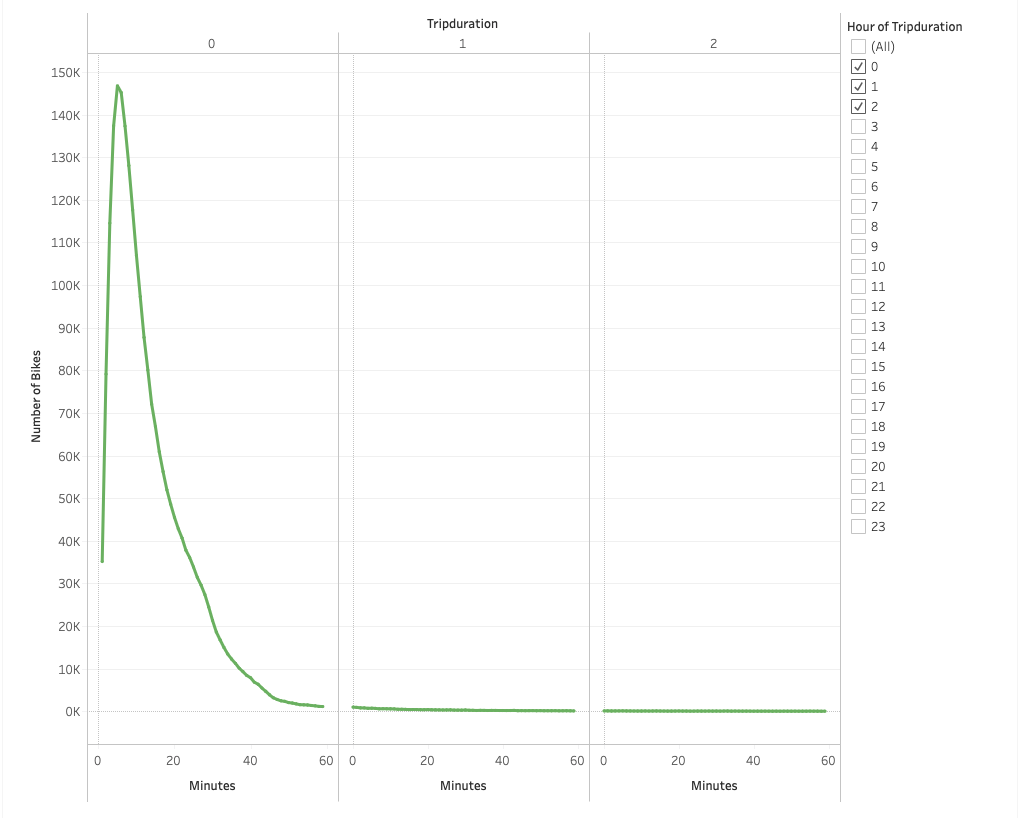 Tripduration
0 1 2
150K
140K
130K
120K
110K
100K
90K
80K
70K
60K
50K
40K
30K
20K
10K
0K
Number of Bikes
0 20 40 60 0 20 40 60 0 20 40 60
Minutes Minutes Minutes
Hour of Tripduration
(All)
0
1
2
3
4
5
6
7
8
9
10
11
12
13
14
15
16
17
18
19
20
21
22
23